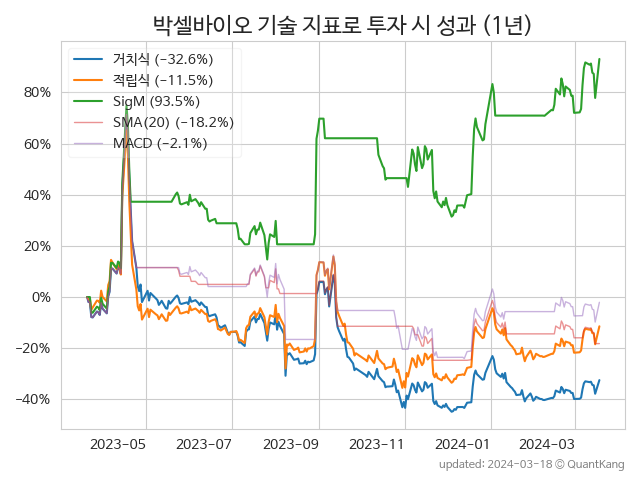 박셀바이오 기술 지표로 투자 시 성과 (1년)
거치식 (−32.6%)
적립식 (−11.5%)
SigM (93.5%)
SMA(20) (−18.2%)
MACD (−2.1%)
80%
60%
40%
20%
0%
−20%
−40%
2023−05
2023−07
2023−09
2023−11
2024−01
2024−03
updated: 2024−03−18 © QuantKang